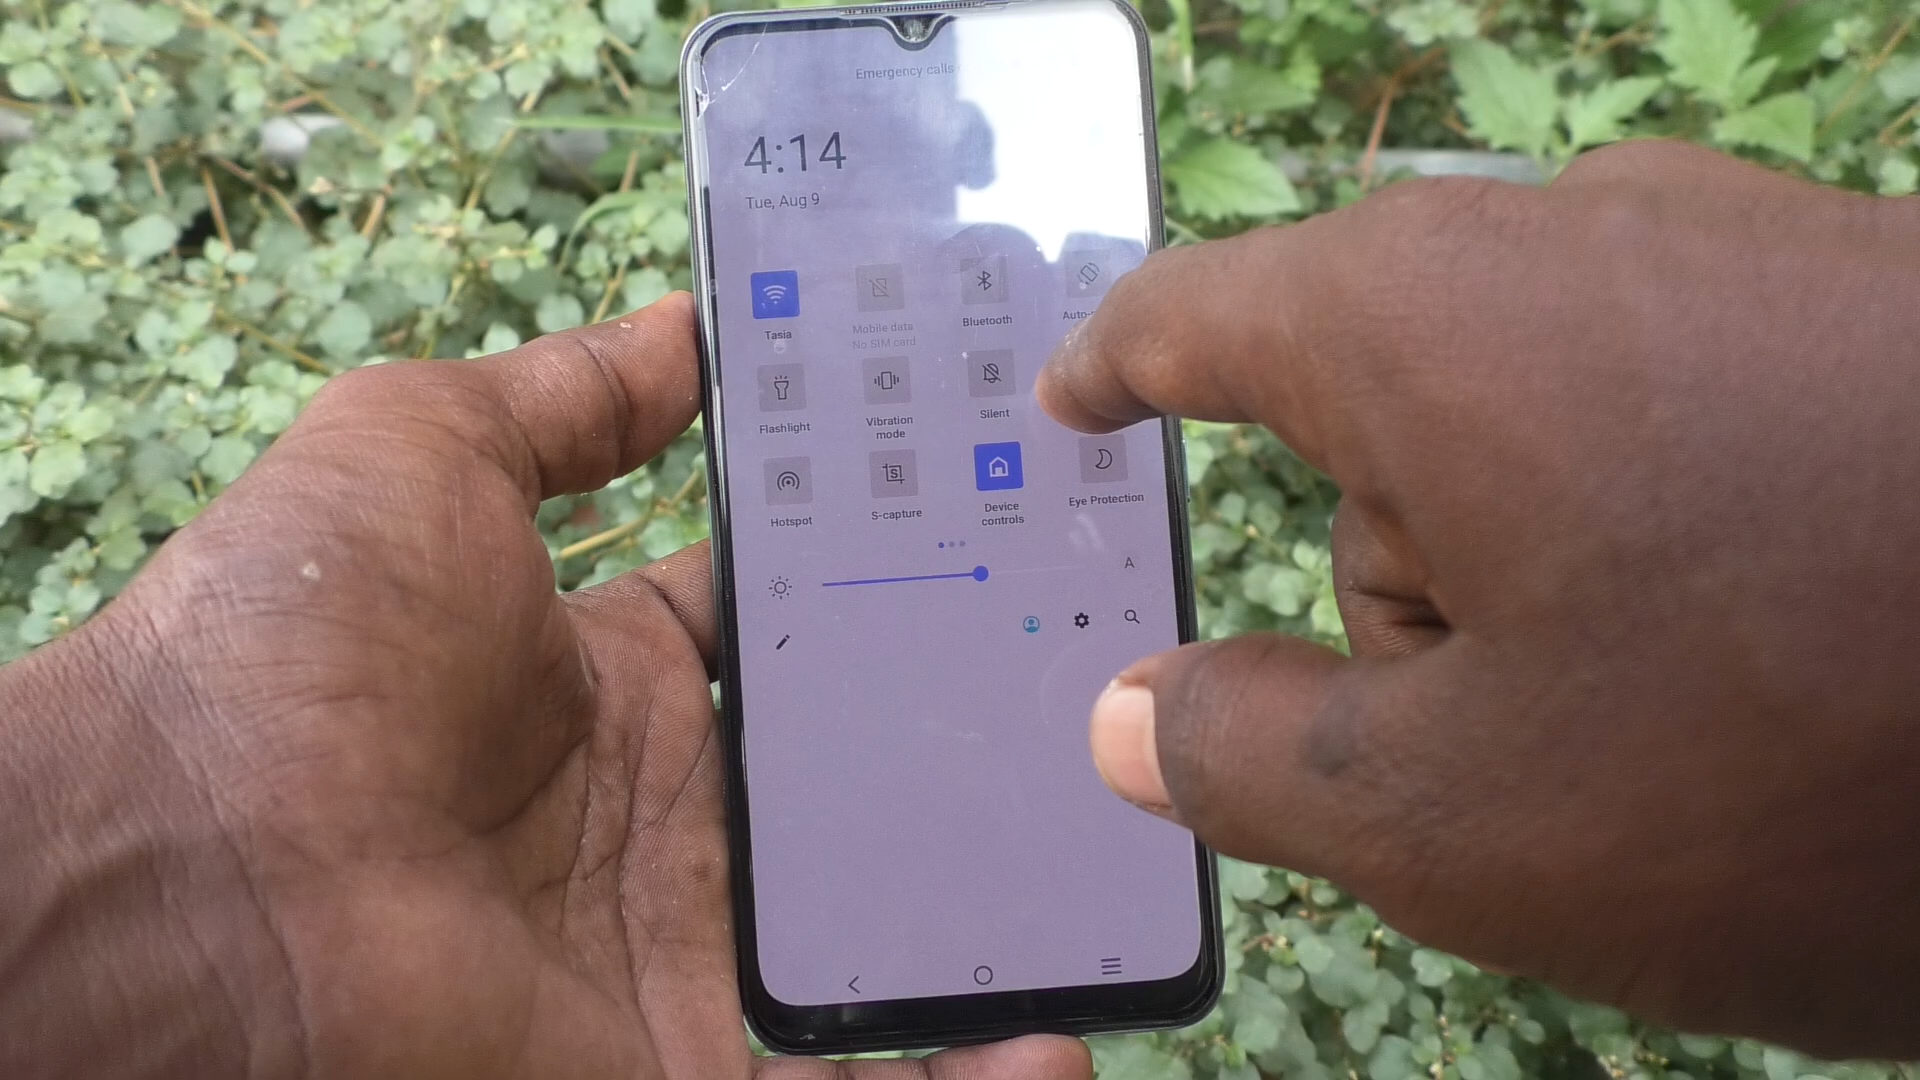 Emergency calls
4:14
Tue, Aug 9
Tasia
Mobile data
No SIM card
Bluetooth
Flashlight
Vibration
mode
Silent
Hotspot
S-capture
Device
controls
Eye Protection
A